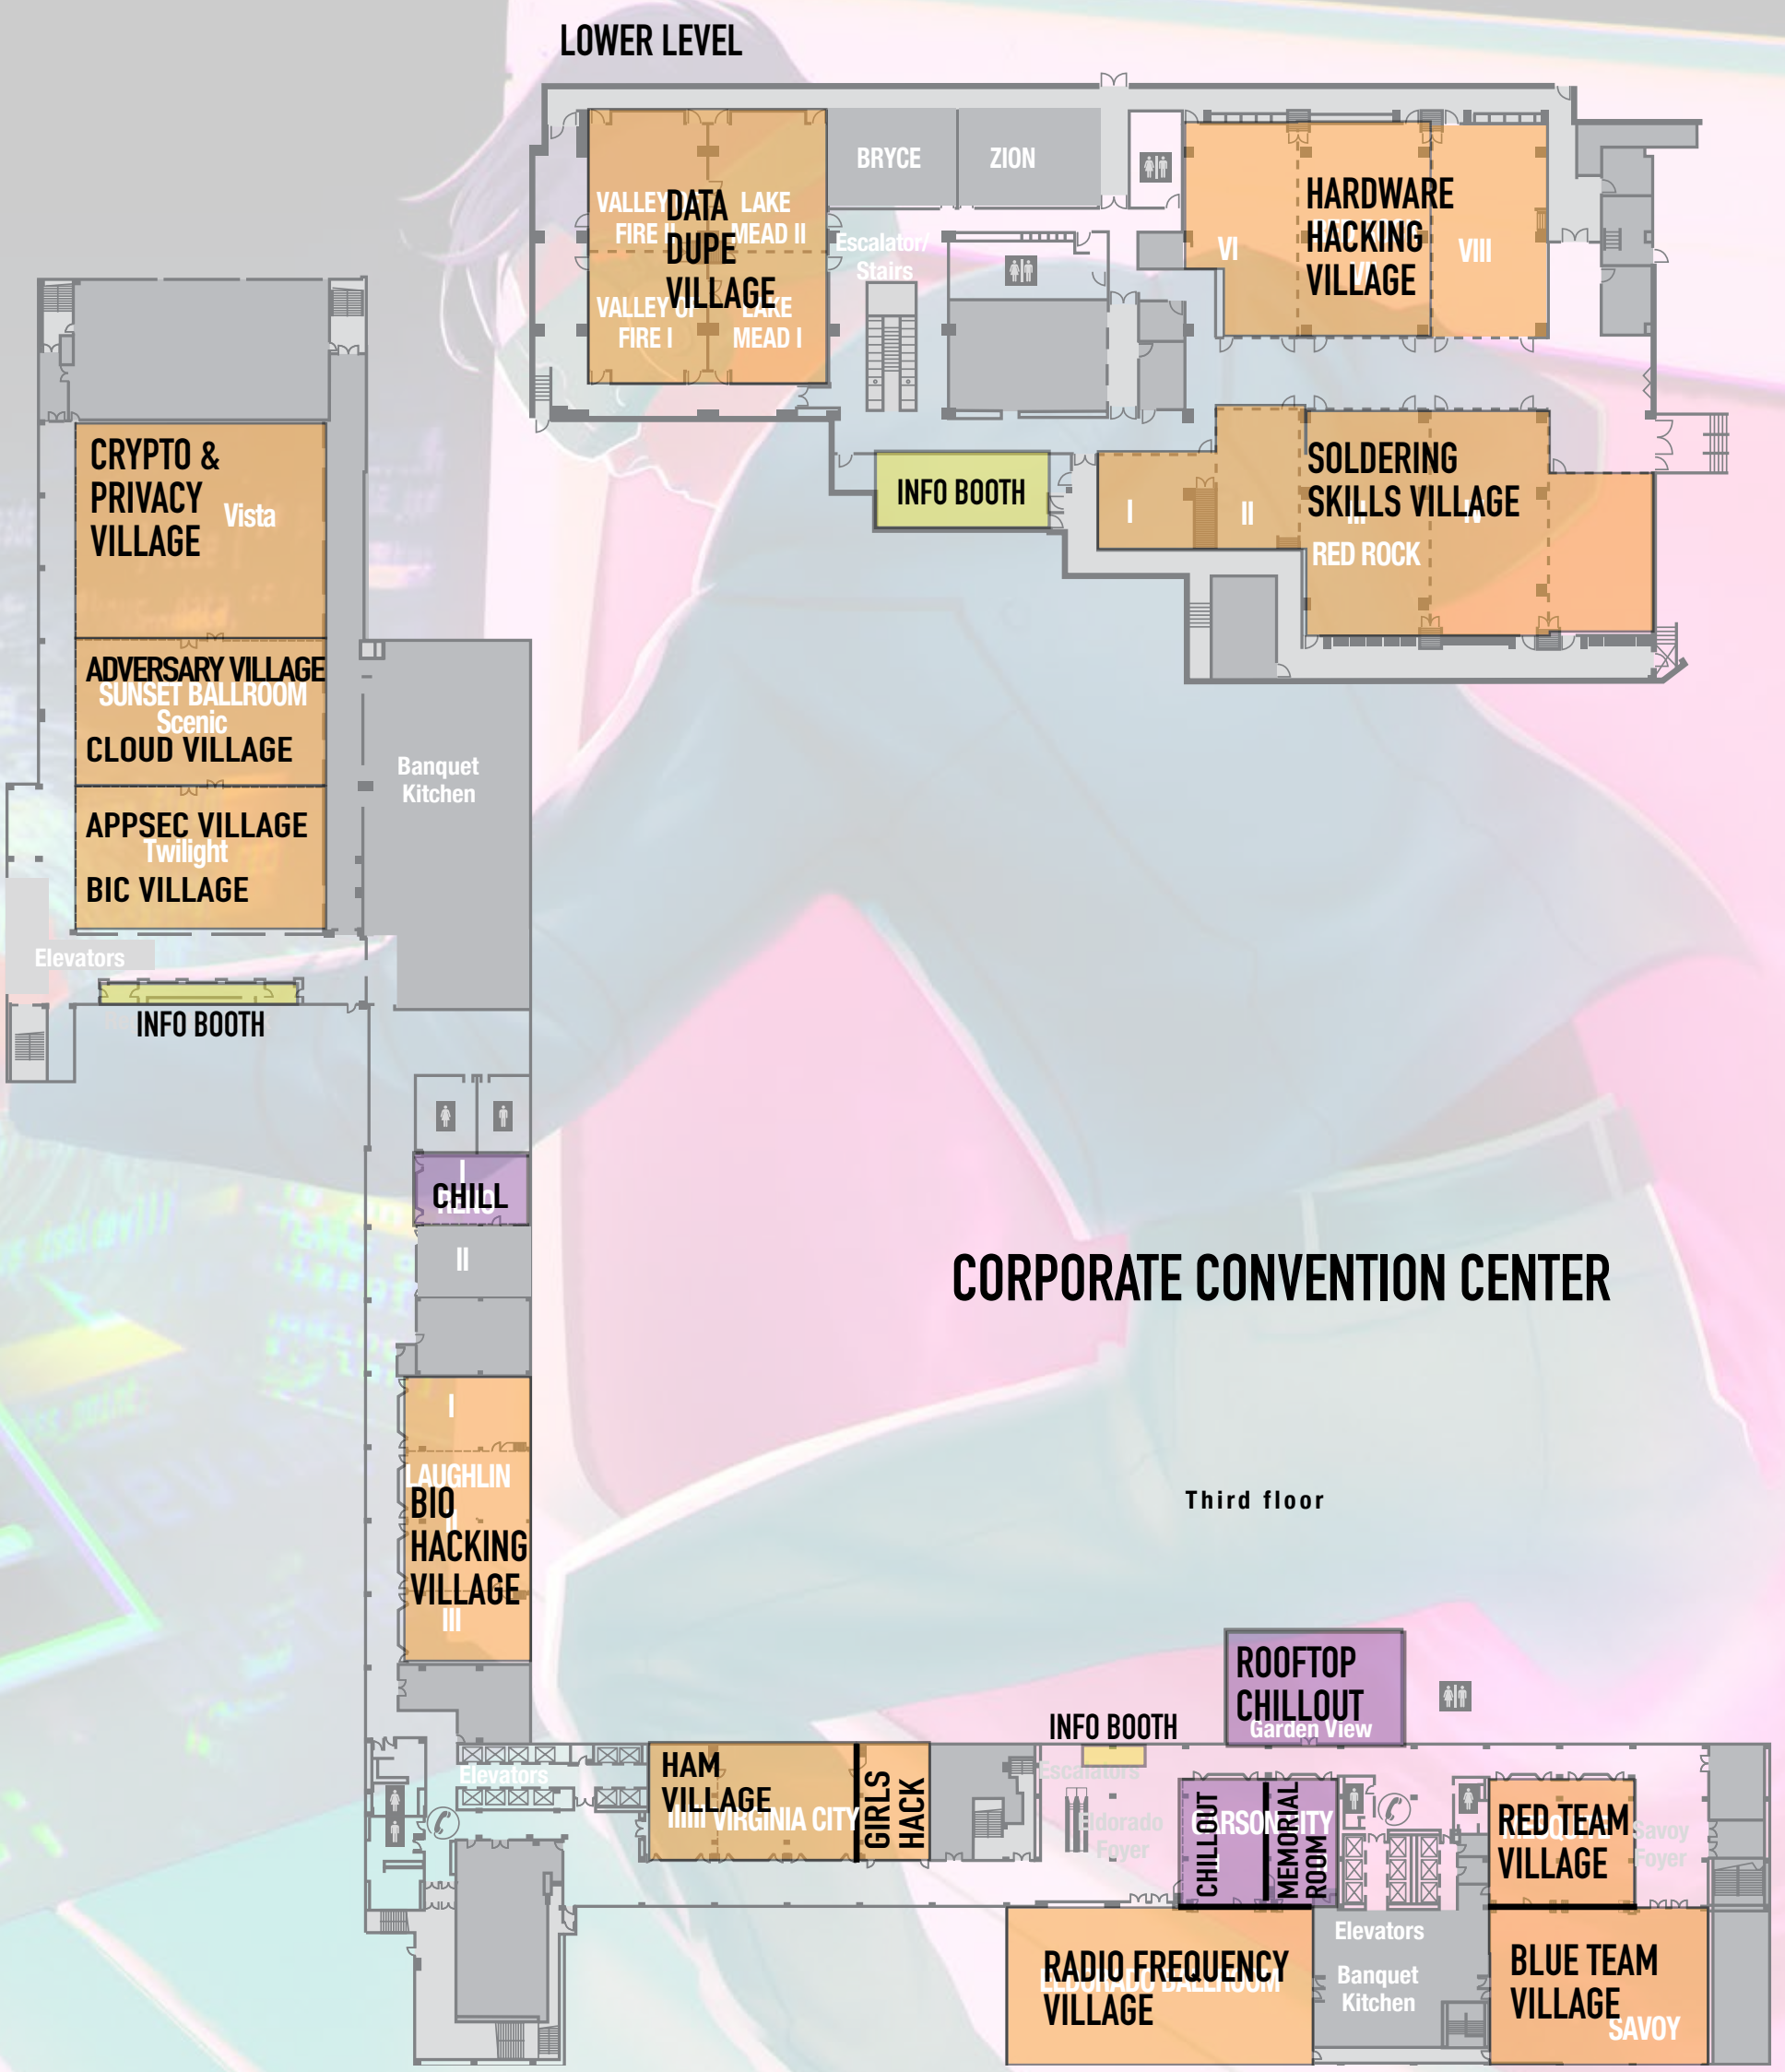 LOWER LEVEL
BRYCE
ZION
VALLEY OF
FIRE II
LAKE
MEAD II
DATA
DUPE
VILLAGE
VALLEY OF
FIRE I
LAKE
MEAD I
Escalator/
Stairs
VI
HARDWARE
HACKING
VILLAGE
VII
VIII
INFO BOOTH
I
II
III
IV
SOLDERING
SKILLS VILLAGE
RED ROCK
CRYPTO &
PRIVACY
VILLAGE
Vista
ADVERSARY VILLAGE
SUNSET BALLROOM
Scenic
CLOUD VILLAGE
APPSEC VILLAGE
Twilight
BIC VILLAGE
Banquet
Kitchen
Elevators
INFO BOOTH
I
CHILL
RENO
II
CORPORATE CONVENTION CENTER
Third floor
I
LAUGHLIN
BIO
HACKING
VILLAGE
II
III
ROOFTOP
CHILLOUT
Garden View
INFO BOOTH
Escalators
Elevators
HAM
VILLAGE
VIRGINIA CITY
GIRLS
HACK
Eldorado
Foyer
CARSON CITY
CHILLOUT
MEMORIAL
ROOM
RED TEAM
VILLAGE
MESQUITE
Savoy
Foyer
Elevators
Banquet
Kitchen
RADIO FREQUENCY
VILLAGE
ELDORADO BALLROOM
BLUE TEAM
VILLAGE
SAVOY